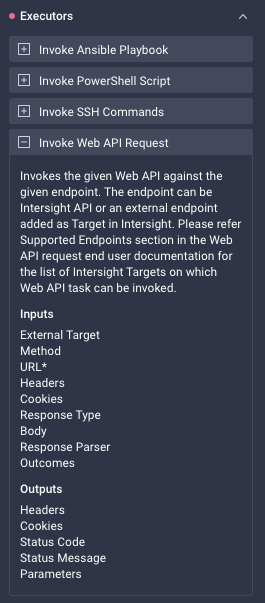 Executors
Invoke Ansible Playbook
Invoke PowerShell Script
Invoke SSH Commands
Invoke Web API Request
Invokes the given Web API against the
given endpoint. The endpoint can be
Intersight API or an external endpoint
added as Target in Intersight. Please refer
Supported Endpoints section in the Web
API request end user documentation for
the list of Intersight Targets on which
Web API task can be invoked.
Inputs
External Target
Method
URL*
Headers
Cookies
Response Type
Body
Response Parser
Outcomes
Outputs
Headers
Cookies
Status Code
Status Message
Parameters